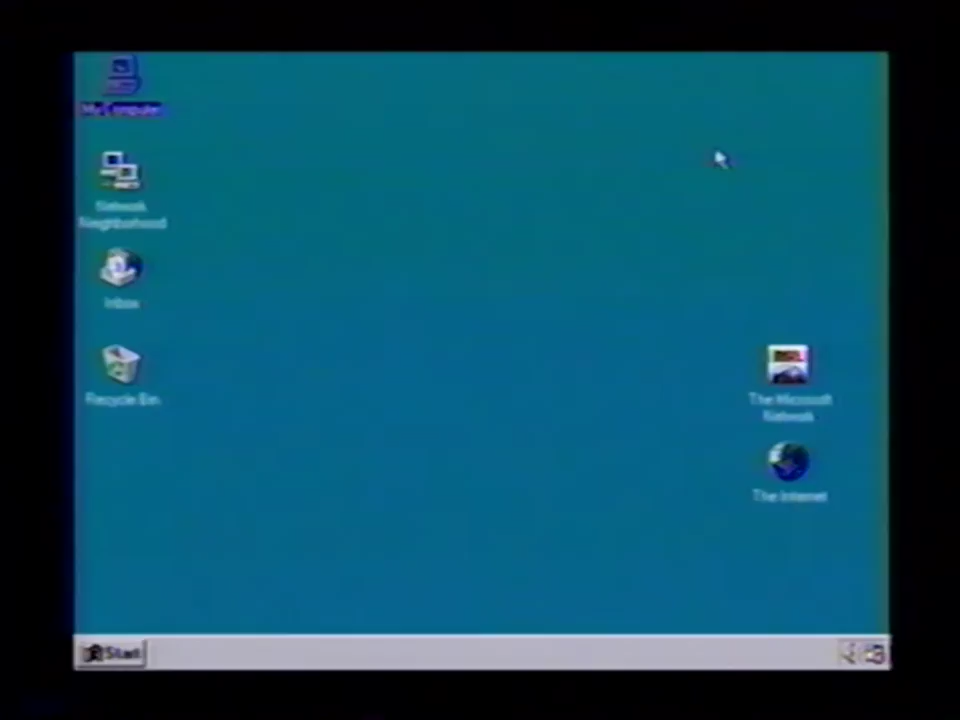 My Computer
Network
Neighborhood
Inbox
Recycle Bin
The Microsoft
Network
The Internet
Start